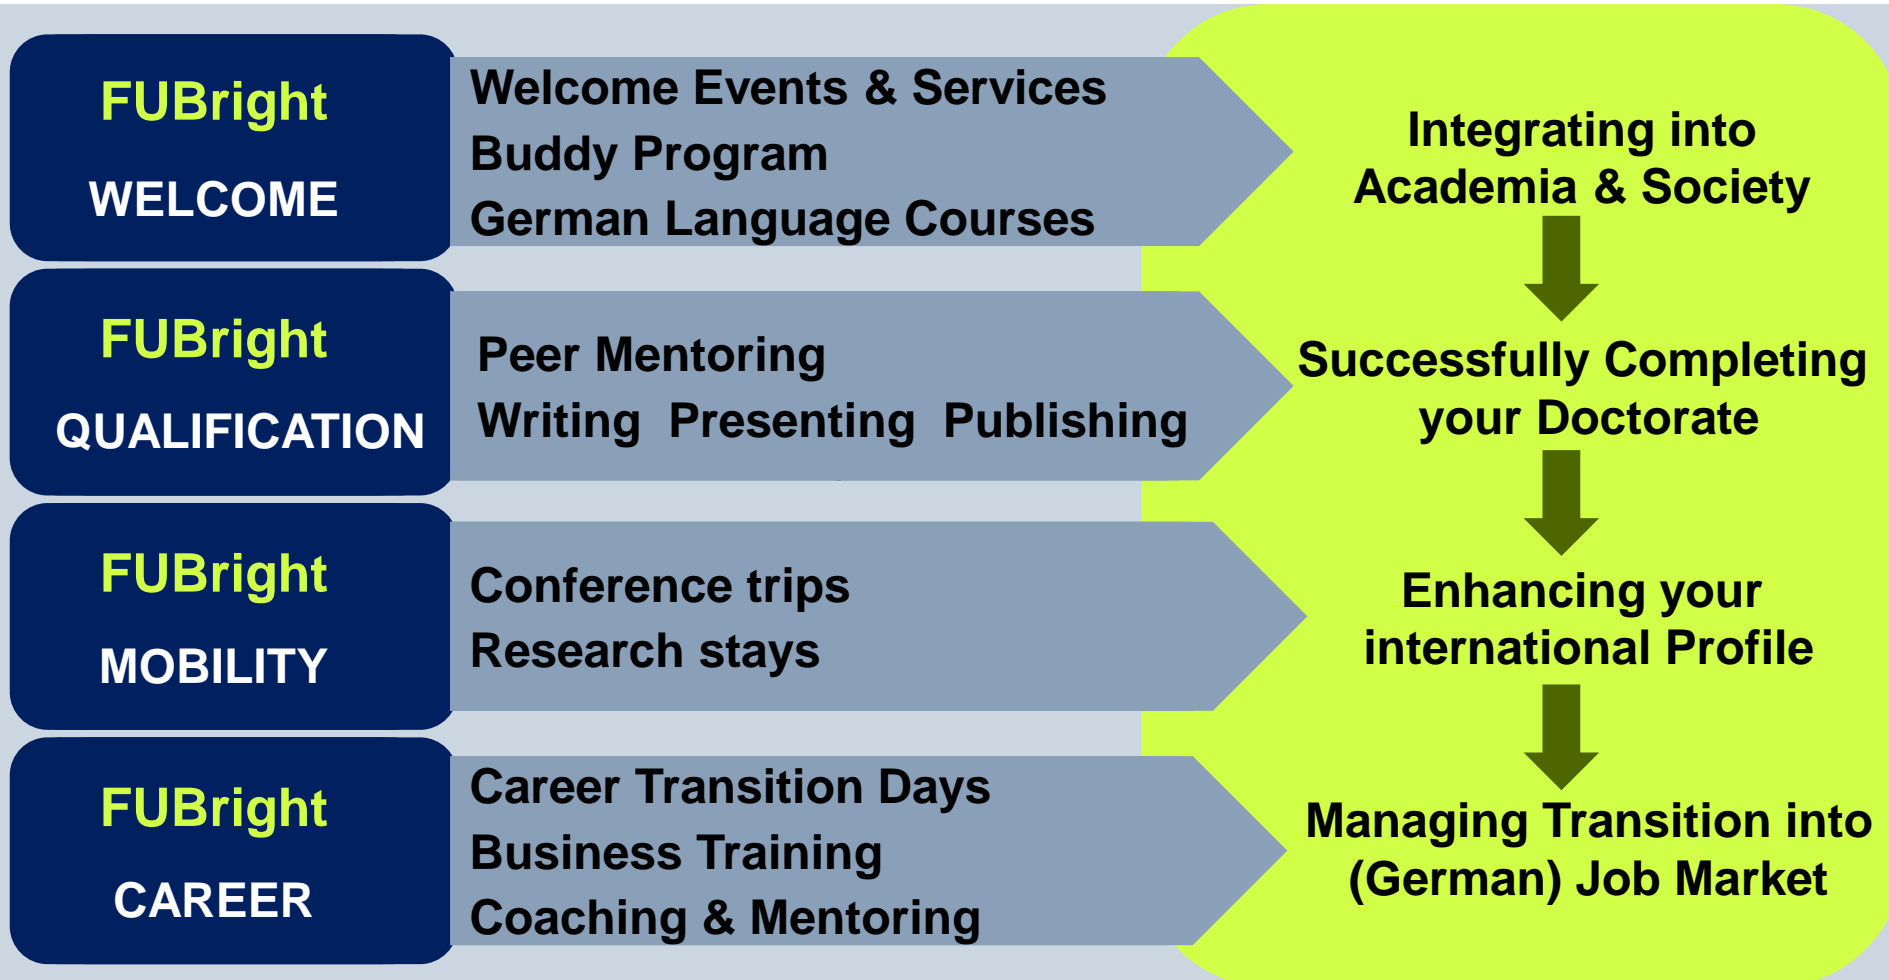 FUBright
WELCOME
Welcome Events & Services
Buddy Program
German Language Courses
Integrating into
Academia & Society
FUBright
QUALIFICATION
Peer Mentoring
Writing  Presenting  Publishing
Successfully Completing
your Doctorate
FUBright
MOBILITY
Conference trips
Research stays
Enhancing your
international Profile
FUBright
CAREER
Career Transition Days
Business Training
Coaching & Mentoring
Managing Transition into
(German) Job Market